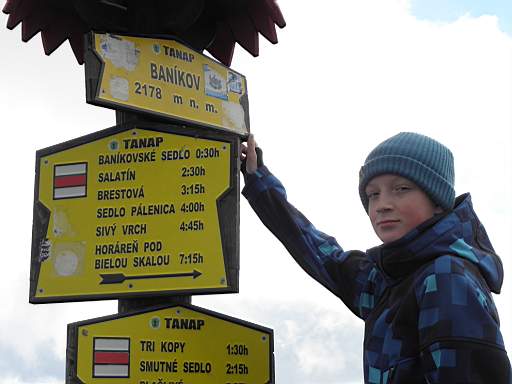 TANAP
BANÍKOV
2178 m n. m.
TANAP
BANÍKOVSKÉ SEDLO 0:30h
SALATÍN 2:30h
BRESTOVÁ 3:15h
SEDLO PÁLENICA 4:00h
SIVÝ VRCH 4:45h
HORÁREŇ POD
BIELOU SKALOU 7:15h
TANAP
TRI KOPY 1:30h
SMUTNÉ SEDLO 2:15h